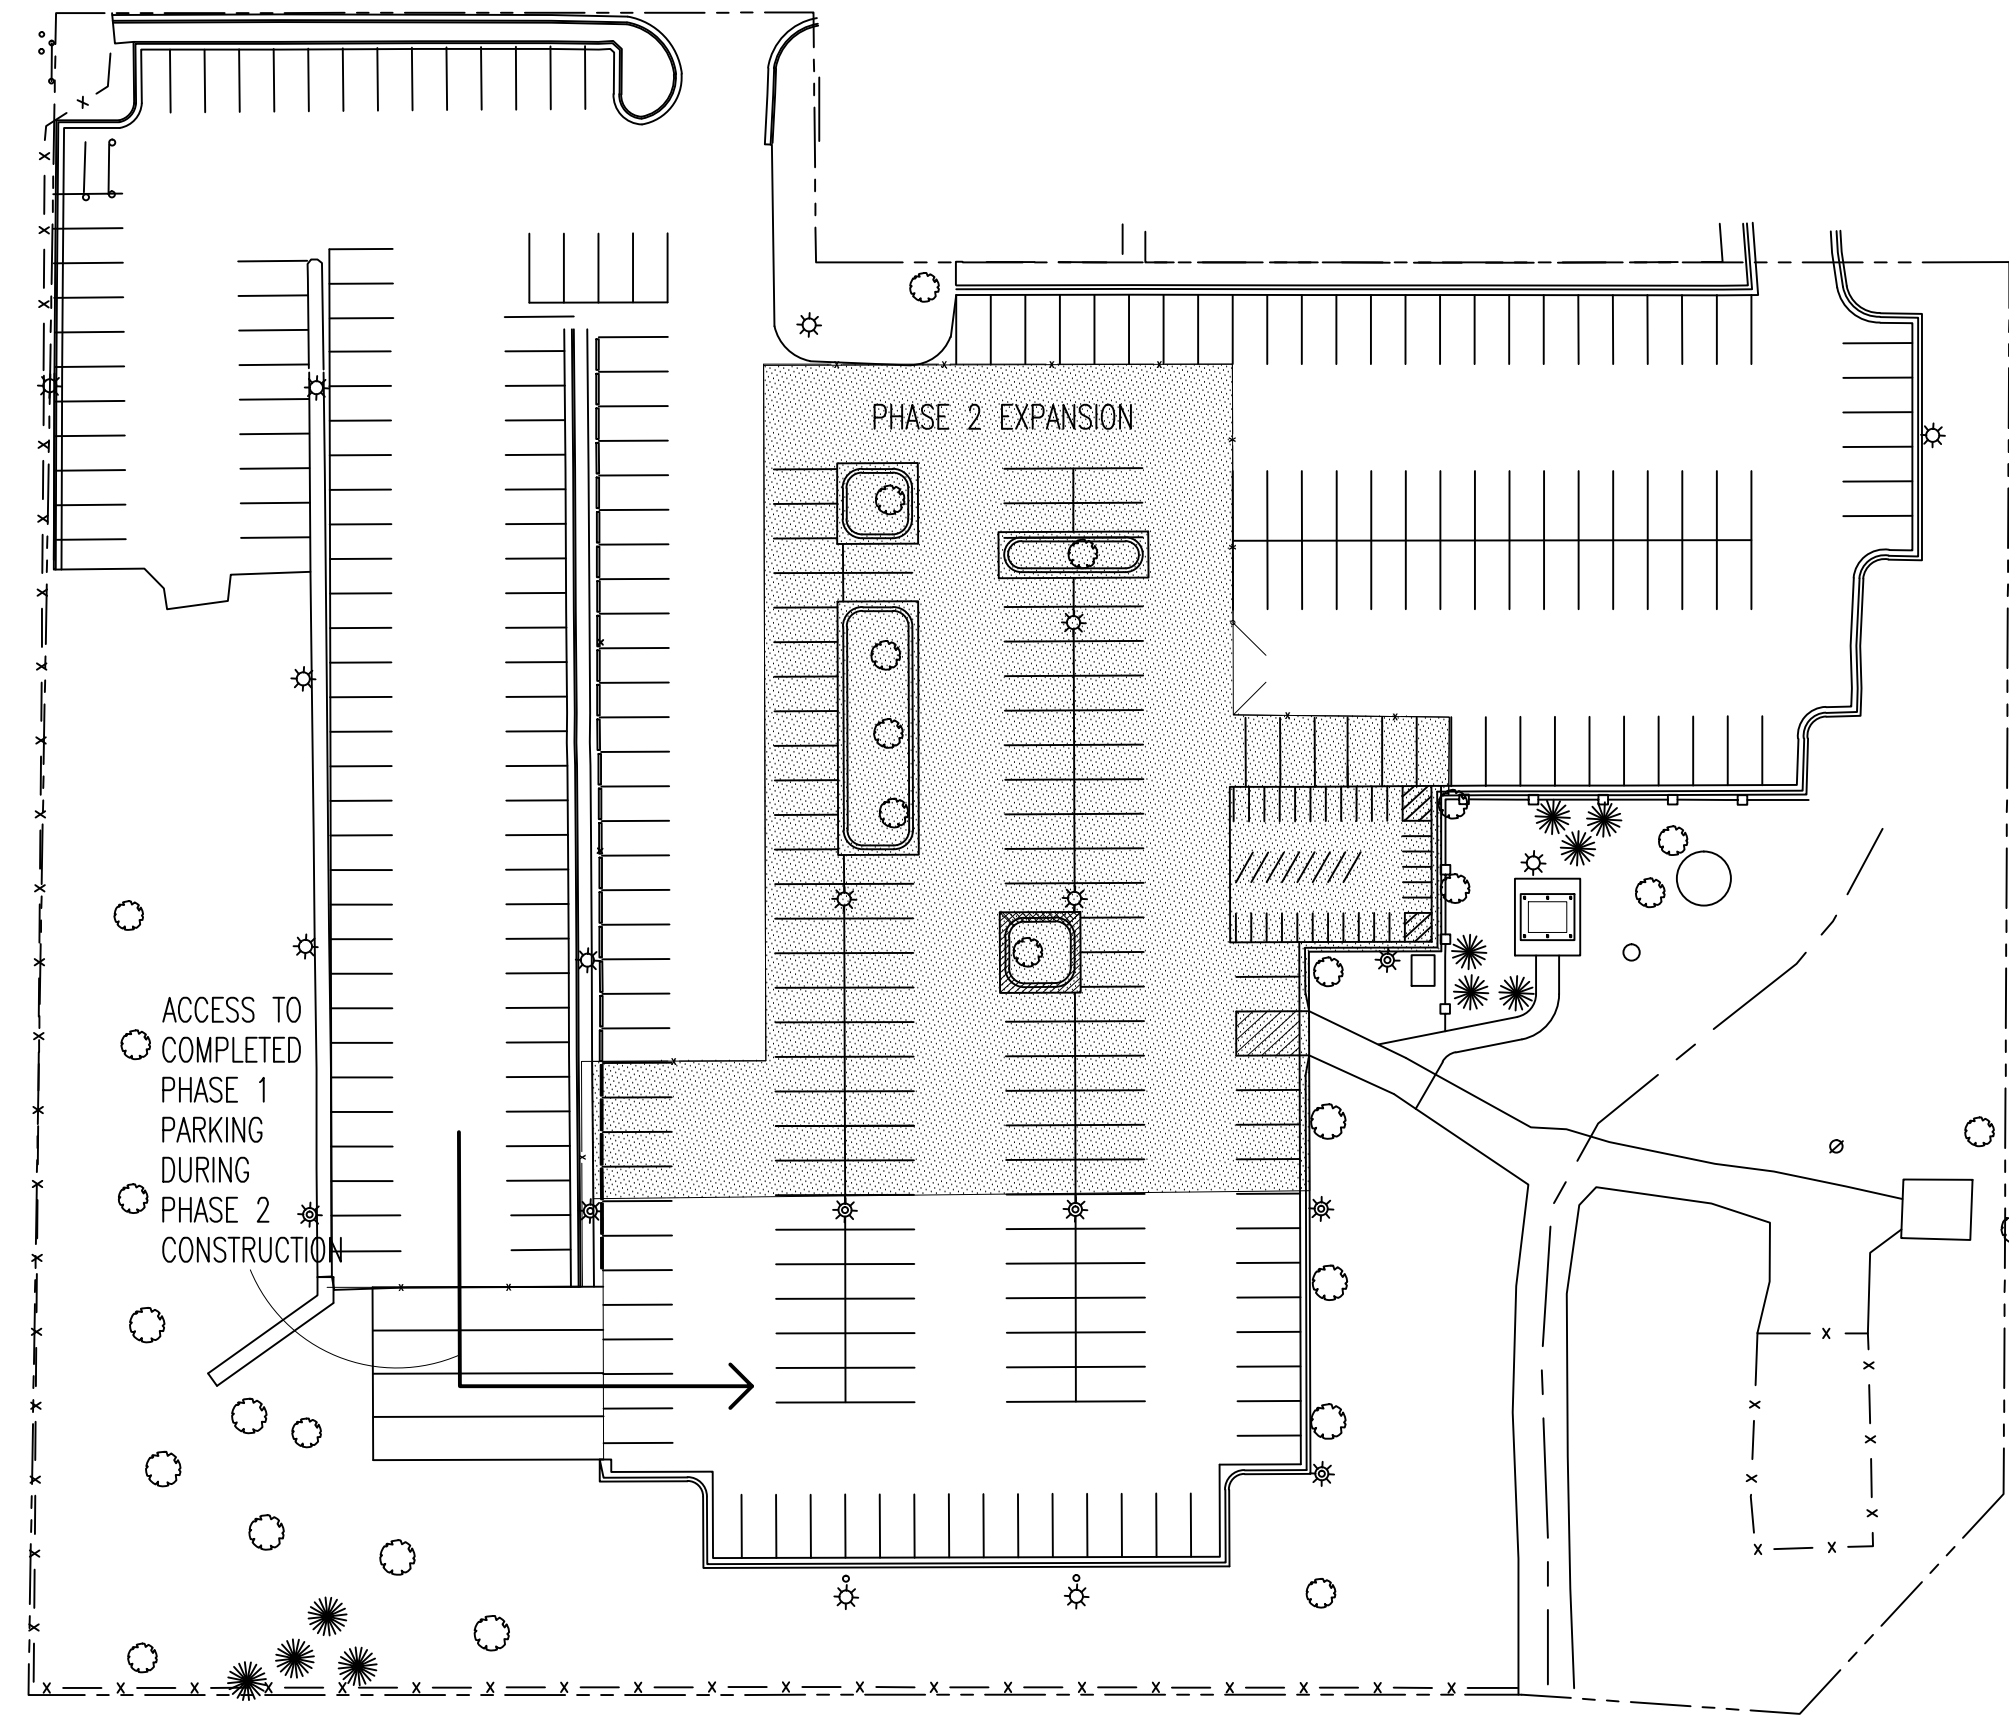 PHASE 2 EXPANSION
ACCESS TO
COMPLETED
PHASE 1
PARKING
DURING
PHASE 2
CONSTRUCTION